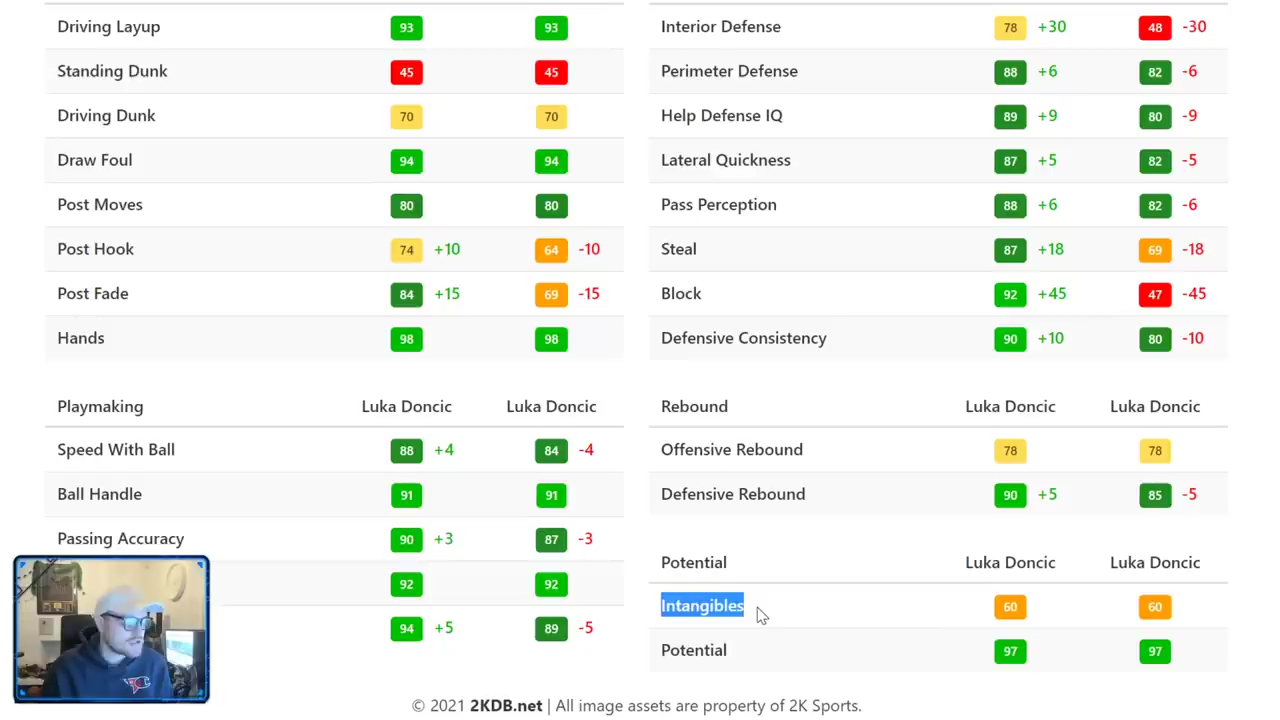 Driving Layup 93 93
Standing Dunk 45 45
Driving Dunk 70 70
Draw Foul 94 94
Post Moves 80 80
Post Hook 74 +10 64 -10
Post Fade 84 +15 69 -15
Hands 98 98
Playmaking Luka Doncic Luka Doncic
Speed With Ball 88 +4 84 -4
Ball Handle 91 91
Passing Accuracy 90 +3 87 -3
92 92
94 +5 89 -5
Interior Defense 78 +30 48 -30
Perimeter Defense 88 +6 82 -6
Help Defense IQ 89 +9 80 -9
Lateral Quickness 87 +5 82 -5
Pass Perception 88 +6 82 -6
Steal 87 +18 69 -18
Block 92 +45 47 -45
Defensive Consistency 90 +10 80 -10
Rebound Luka Doncic Luka Doncic
Offensive Rebound 78 78
Defensive Rebound 90 +5 85 -5
Potential Luka Doncic Luka Doncic
Intangibles 60 60
Potential 97 97
© 2021 2KDB.net | All image assets are property of 2K Sports.